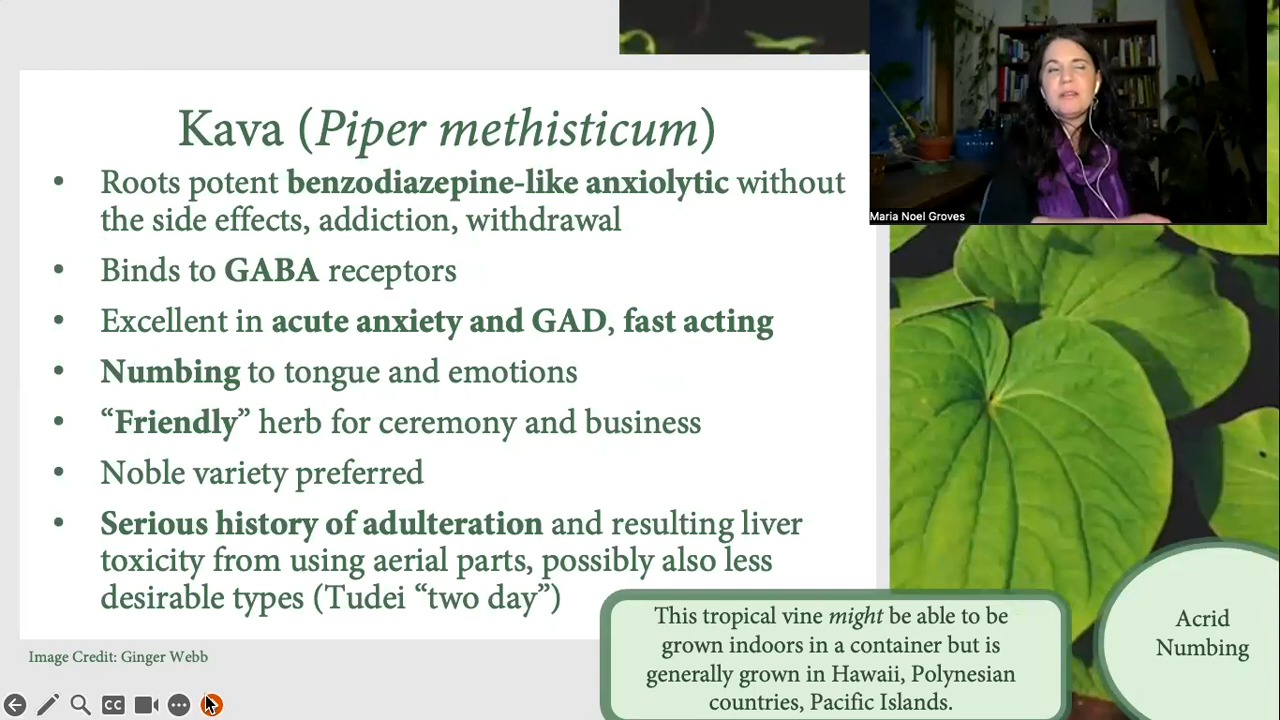 Kava (Piper methisticum)
• Roots potent benzodiazepine-like anxiolytic without
the side effects, addiction, withdrawal
• Binds to GABA receptors
• Excellent in acute anxiety and GAD, fast acting
• Numbing to tongue and emotions
• “Friendly” herb for ceremony and business
• Noble variety preferred
• Serious history of adulteration and resulting liver
toxicity from using aerial parts, possibly also less
desirable types (Tudei “two day”)
This tropical vine might be able to be
grown indoors in a container but is
generally grown in Hawaii, Polynesian
countries, Pacific Islands.
Acrid
Numbing
Image Credit: Ginger Webb
Maria Noel Groves
CC